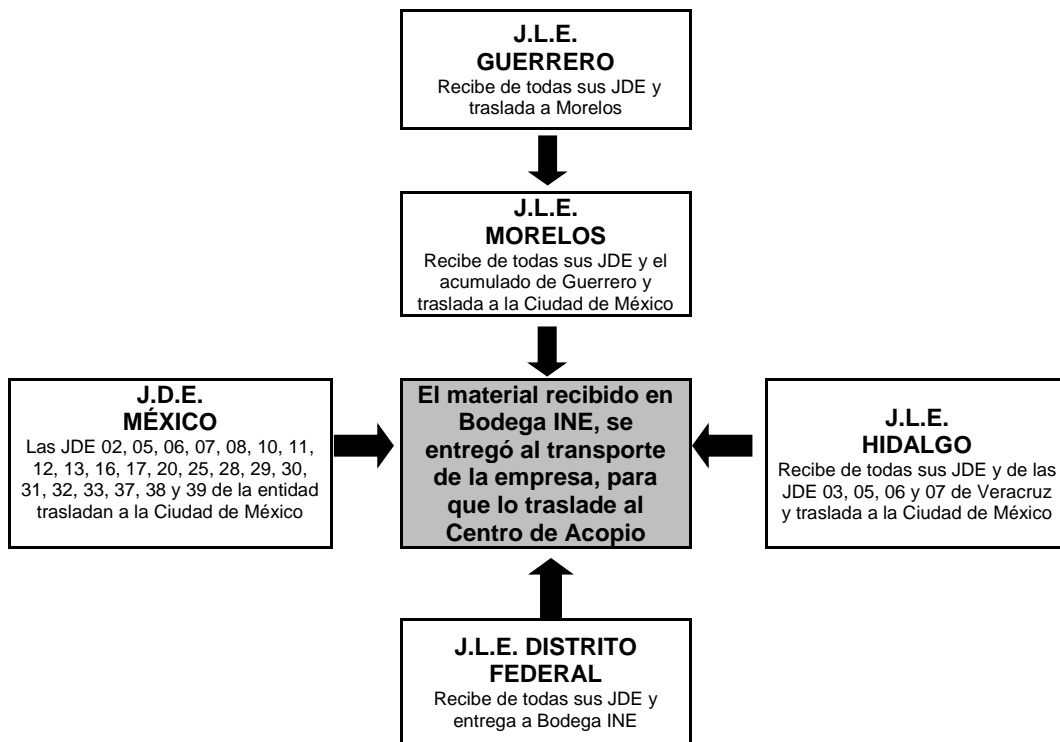 J.L.E.
GUERRERO
Recibe de todas sus JDE y
traslada a Morelos
J.L.E.
MORELOS
Recibe de todas sus JDE y el
acumulado de Guerrero y
traslada a la Ciudad de México
J.D.E.
MÉXICO
Las JDE 02, 05, 06, 07, 08, 10, 11,
12, 13, 16, 17, 20, 25, 28, 29, 30,
31, 32, 33, 37, 38 y 39 de la entidad
trasladan a la Ciudad de México
El material recibido en
Bodega INE, se
entregó al transporte
de la empresa, para
que lo traslade al
Centro de Acopio
J.L.E.
HIDALGO
Recibe de todas sus JDE y de las
JDE 03, 05, 06 y 07 de Veracruz
y traslada a la Ciudad de México
J.L.E. DISTRITO
FEDERAL
Recibe de todas sus JDE y
entrega a Bodega INE